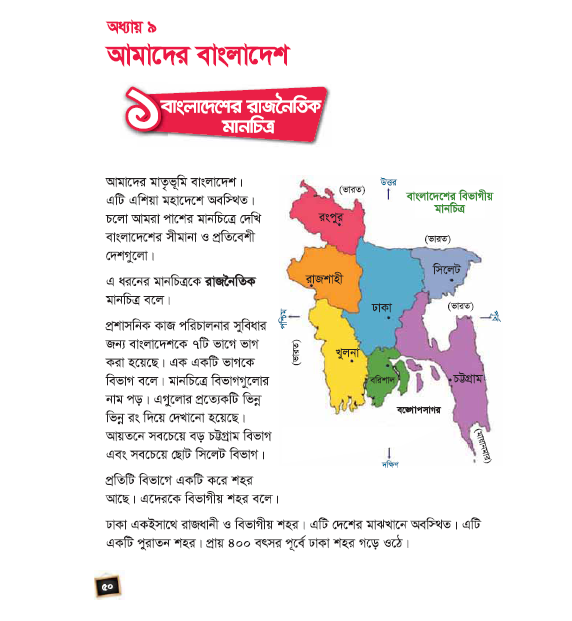 অধ্যায় ৯
আমাদের বাংলাদেশ
১ বাংলাদেশের রাজনৈতিক
মানচিত্র
আমাদের মাতৃভূমি বাংলাদেশ।
এটি এশিয়া মহাদেশে অবস্থিত।
চলো আমরা পাশের মানচিত্রে দেখি
বাংলাদেশের সীমানা ও প্রতিবেশী
দেশগুলো।
এ ধরনের মানচিত্রকে রাজনৈতিক
মানচিত্র বলে।
প্রশাসনিক কাজ পরিচালনার সুবিধার
জন্য বাংলাদেশকে ৭টি ভাগে ভাগ
করা হয়েছে। এক একটি ভাগকে
বিভাগ বলে। মানচিত্রে বিভাগগুলোর
নাম পড়। এগুলোর প্রত্যেকটি ভিন্ন
ভিন্ন রং দিয়ে দেখানো হয়েছে।
আয়তনে সবচেয়ে বড় চট্টগ্রাম বিভাগ
এবং সবচেয়ে ছোট সিলেট বিভাগ।
প্রতিটি বিভাগে একটি করে শহর
আছে। এদেরকে বিভাগীয় শহর বলে।
উত্তর
(ভারত)
বাংলাদেশের বিভাগীয়
মানচিত্র
রংপুর
(ভারত)
সিলেট
রাজশাহী
(ভারত)
ঢাকা
পশ্চিম
পূর্ব
(ভারত)
খুলনা
বরিশাল
চট্টগ্রাম
বঙ্গোপসাগর
(মায়ানমার)
দক্ষিণ
ঢাকা একইসাথে রাজধানী ও বিভাগীয় শহর। এটি দেশের মাঝখানে অবস্থিত। এটি
একটি পুরাতন শহর। প্রায় ৪০০ বৎসর পূর্বে ঢাকা শহর গড়ে ওঠে।
৫০